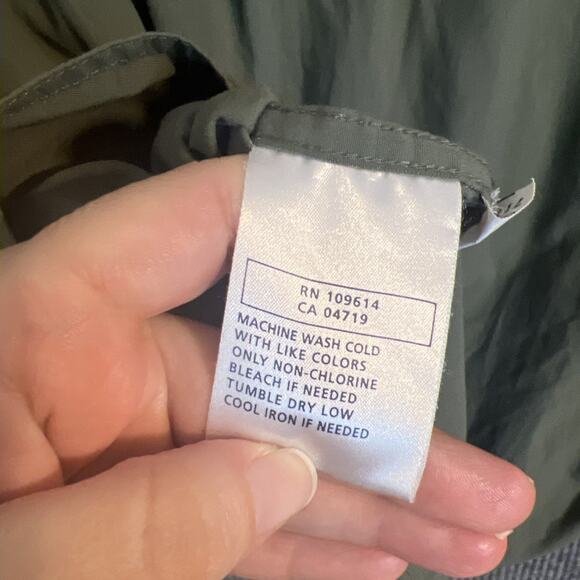 RN 109614
CA 04719
MACHINE WASH COLD
WITH LIKE COLORS
ONLY NON-CHLORINE
BLEACH IF NEEDED
TUMBLE DRY LOW
COOL IRON IF NEEDED